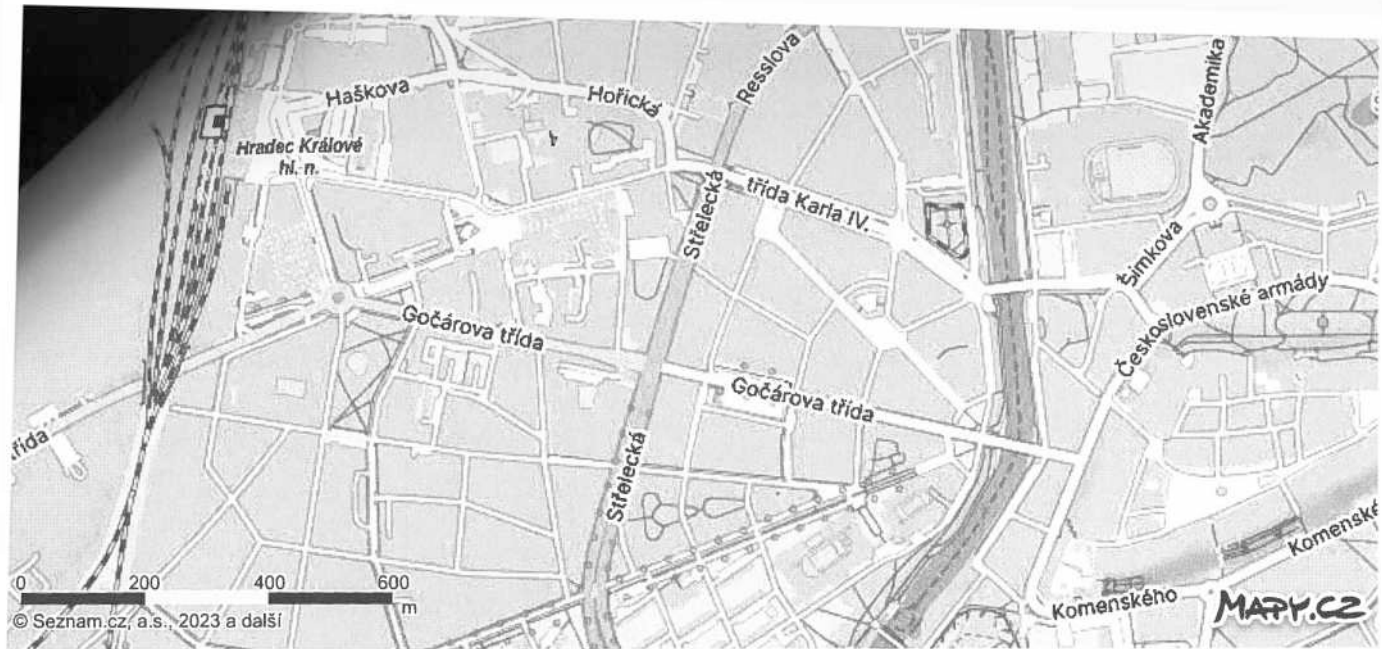 Haškova
Hořická
Resslova
Akademika
Hradec Králové
hl. n.
třída Karla IV.
Střelecká
Šimkova
Československé armády
Gočárova třída
Gočárova třída
třída
Střelecká
0 200 400 600
m
© Seznam.cz, a.s., 2023 a další
Komenského
Komenské
MAPY.CZ